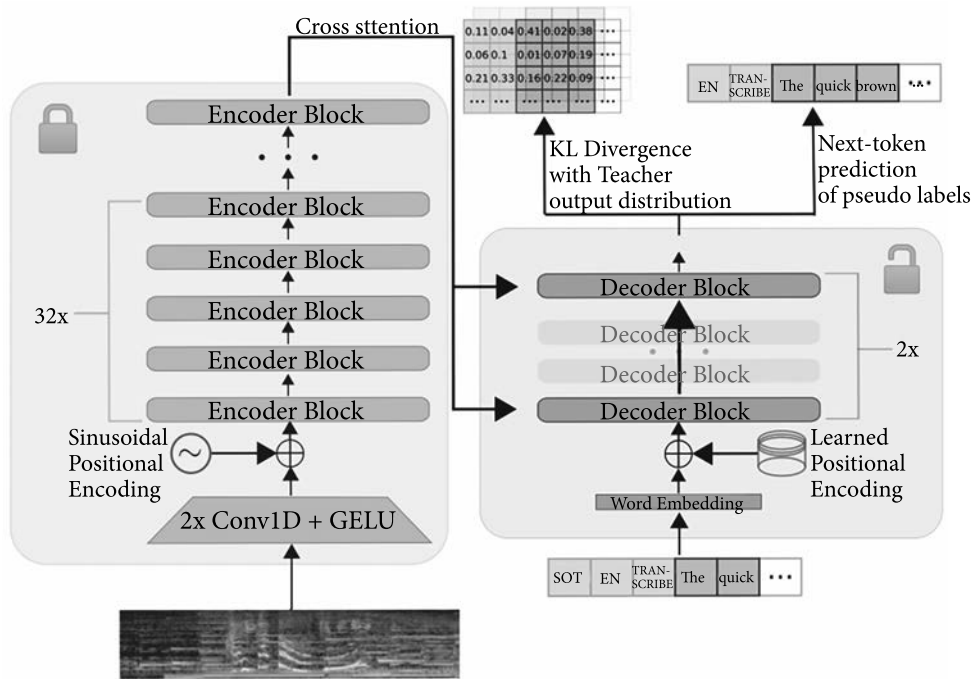 Cross sttention
0.11 0.04 0.41 0.02 0.38 ...
0.06 0.1 0.01 0.07 0.19 ...
0.21 0.33 0.16 0.22 0.09 ...
... ... ... ... ...
EN TRAN-SCRIBE The quick brown ...
KL Divergence
with Teacher
output distribution
Next-token
prediction
of pseudo labels
Encoder Block
. . .
Encoder Block
Encoder Block
Encoder Block
Encoder Block
Encoder Block
32x
Sinusoidal
Positional
Encoding
2x Conv1D + GELU
Decoder Block
Decoder Block
. . .
Decoder Block
Decoder Block
2x
Learned
Positional
Encoding
Word Embedding
SOT EN TRAN-SCRIBE The quick ...